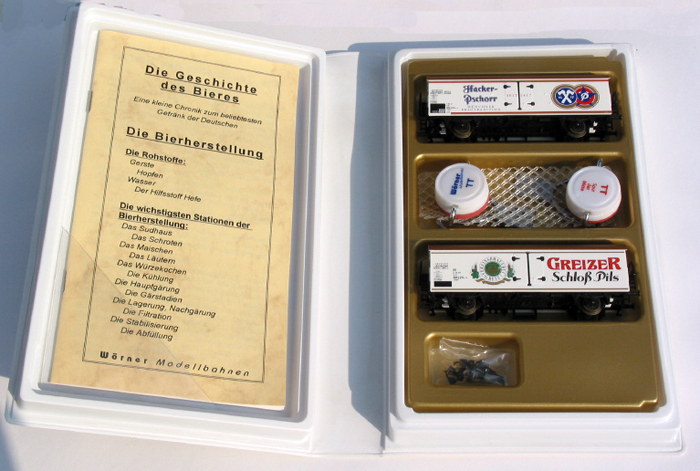 Die Geschichte
des Bieres
Eine kleine Chronik zum beliebtesten
Getränk der Deutschen
Die Bierherstellung
Die Rohstoffe:
Gerste
Hopfen
Wasser
Der Hilfsstoff Hefe
Die wichtigsten Stationen der
Bierherstellung:
Das Sudhaus
Das Schroten
Das Maischen
Das Läutern
Das Würzekochen
Die Kühlung
Die Hauptgärung
Die Gärstadien
Die Lagerung, Nachgärung
Die Filtration
Die Stabilisierung
Die Abfüllung
Wörner Modellbahnen
Hacker-
Pschorr
Wörner
TT
TT
GREIZER
Schloß-Pils